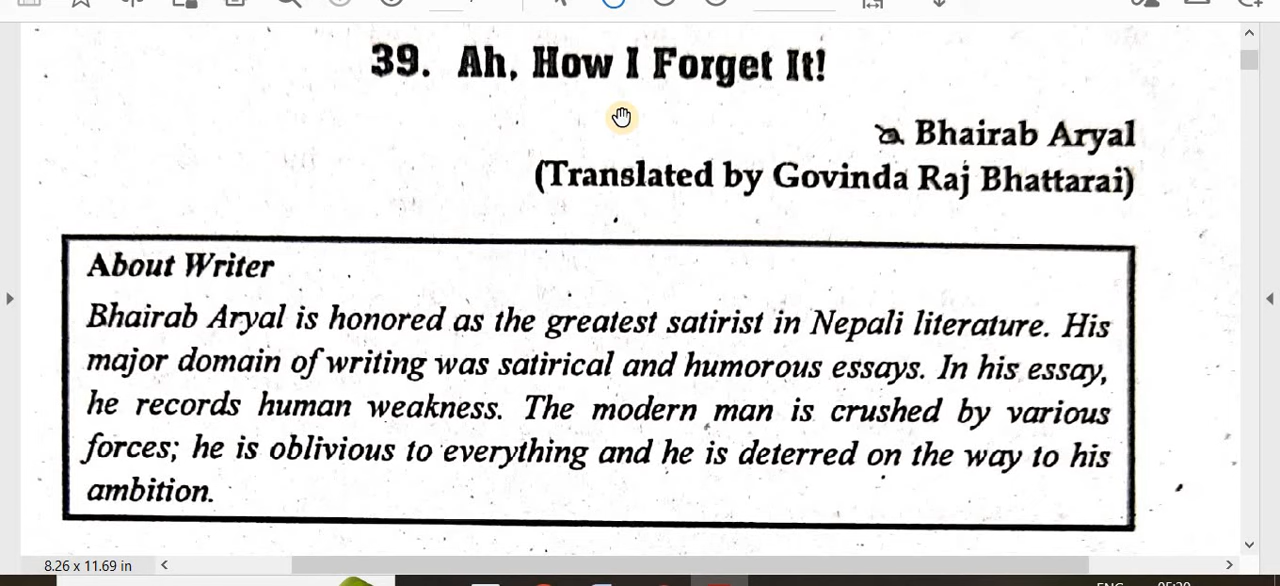 39. Ah, How I Forget It!
Bhairab Aryal
(Translated by Govinda Raj Bhattarai)
About Writer
Bhairab Aryal is honored as the greatest satirist in Nepali literature. His
major domain of writing was satirical and humorous essays. In his essay,
he records human weakness. The modern man is crushed by various
forces; he is oblivious to everything and he is deterred on the way to his
ambition.
8.26 x 11.69 in